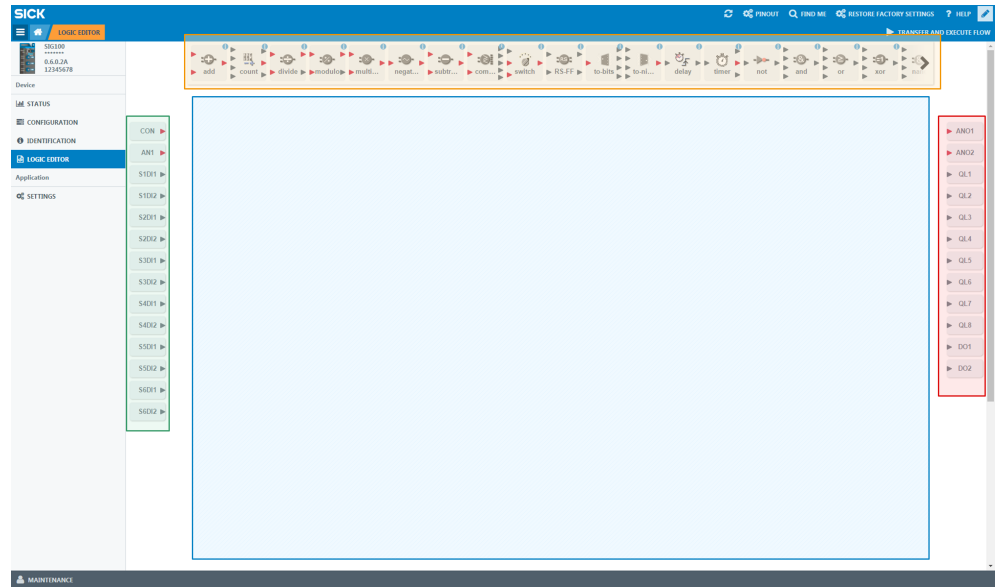 SICK
PINOUT FIND ME RESTORE FACTORY SETTINGS ? HELP
LOGIC EDITOR
TRANSFER AND EXECUTE FLOW
SIG100
-------
0.6.0.2A
12345678
Device
STATUS
CONFIGURATION
IDENTIFICATION
LOGIC EDITOR
Application
SETTINGS
add count divide modulus multi... negat... subtr... com... switch RS-FF to-bits to-ni... delay timer not and or xor
CON
AN1
S1DI1
S1DI2
S2DI1
S2DI2
S3DI1
S3DI2
S4DI1
S4DI2
S5DI1
S5DI2
S6DI1
S6DI2
ANO1
ANO2
QL1
QL2
QL3
QL4
QL5
QL6
QL7
QL8
DO1
DO2
MAINTENANCE